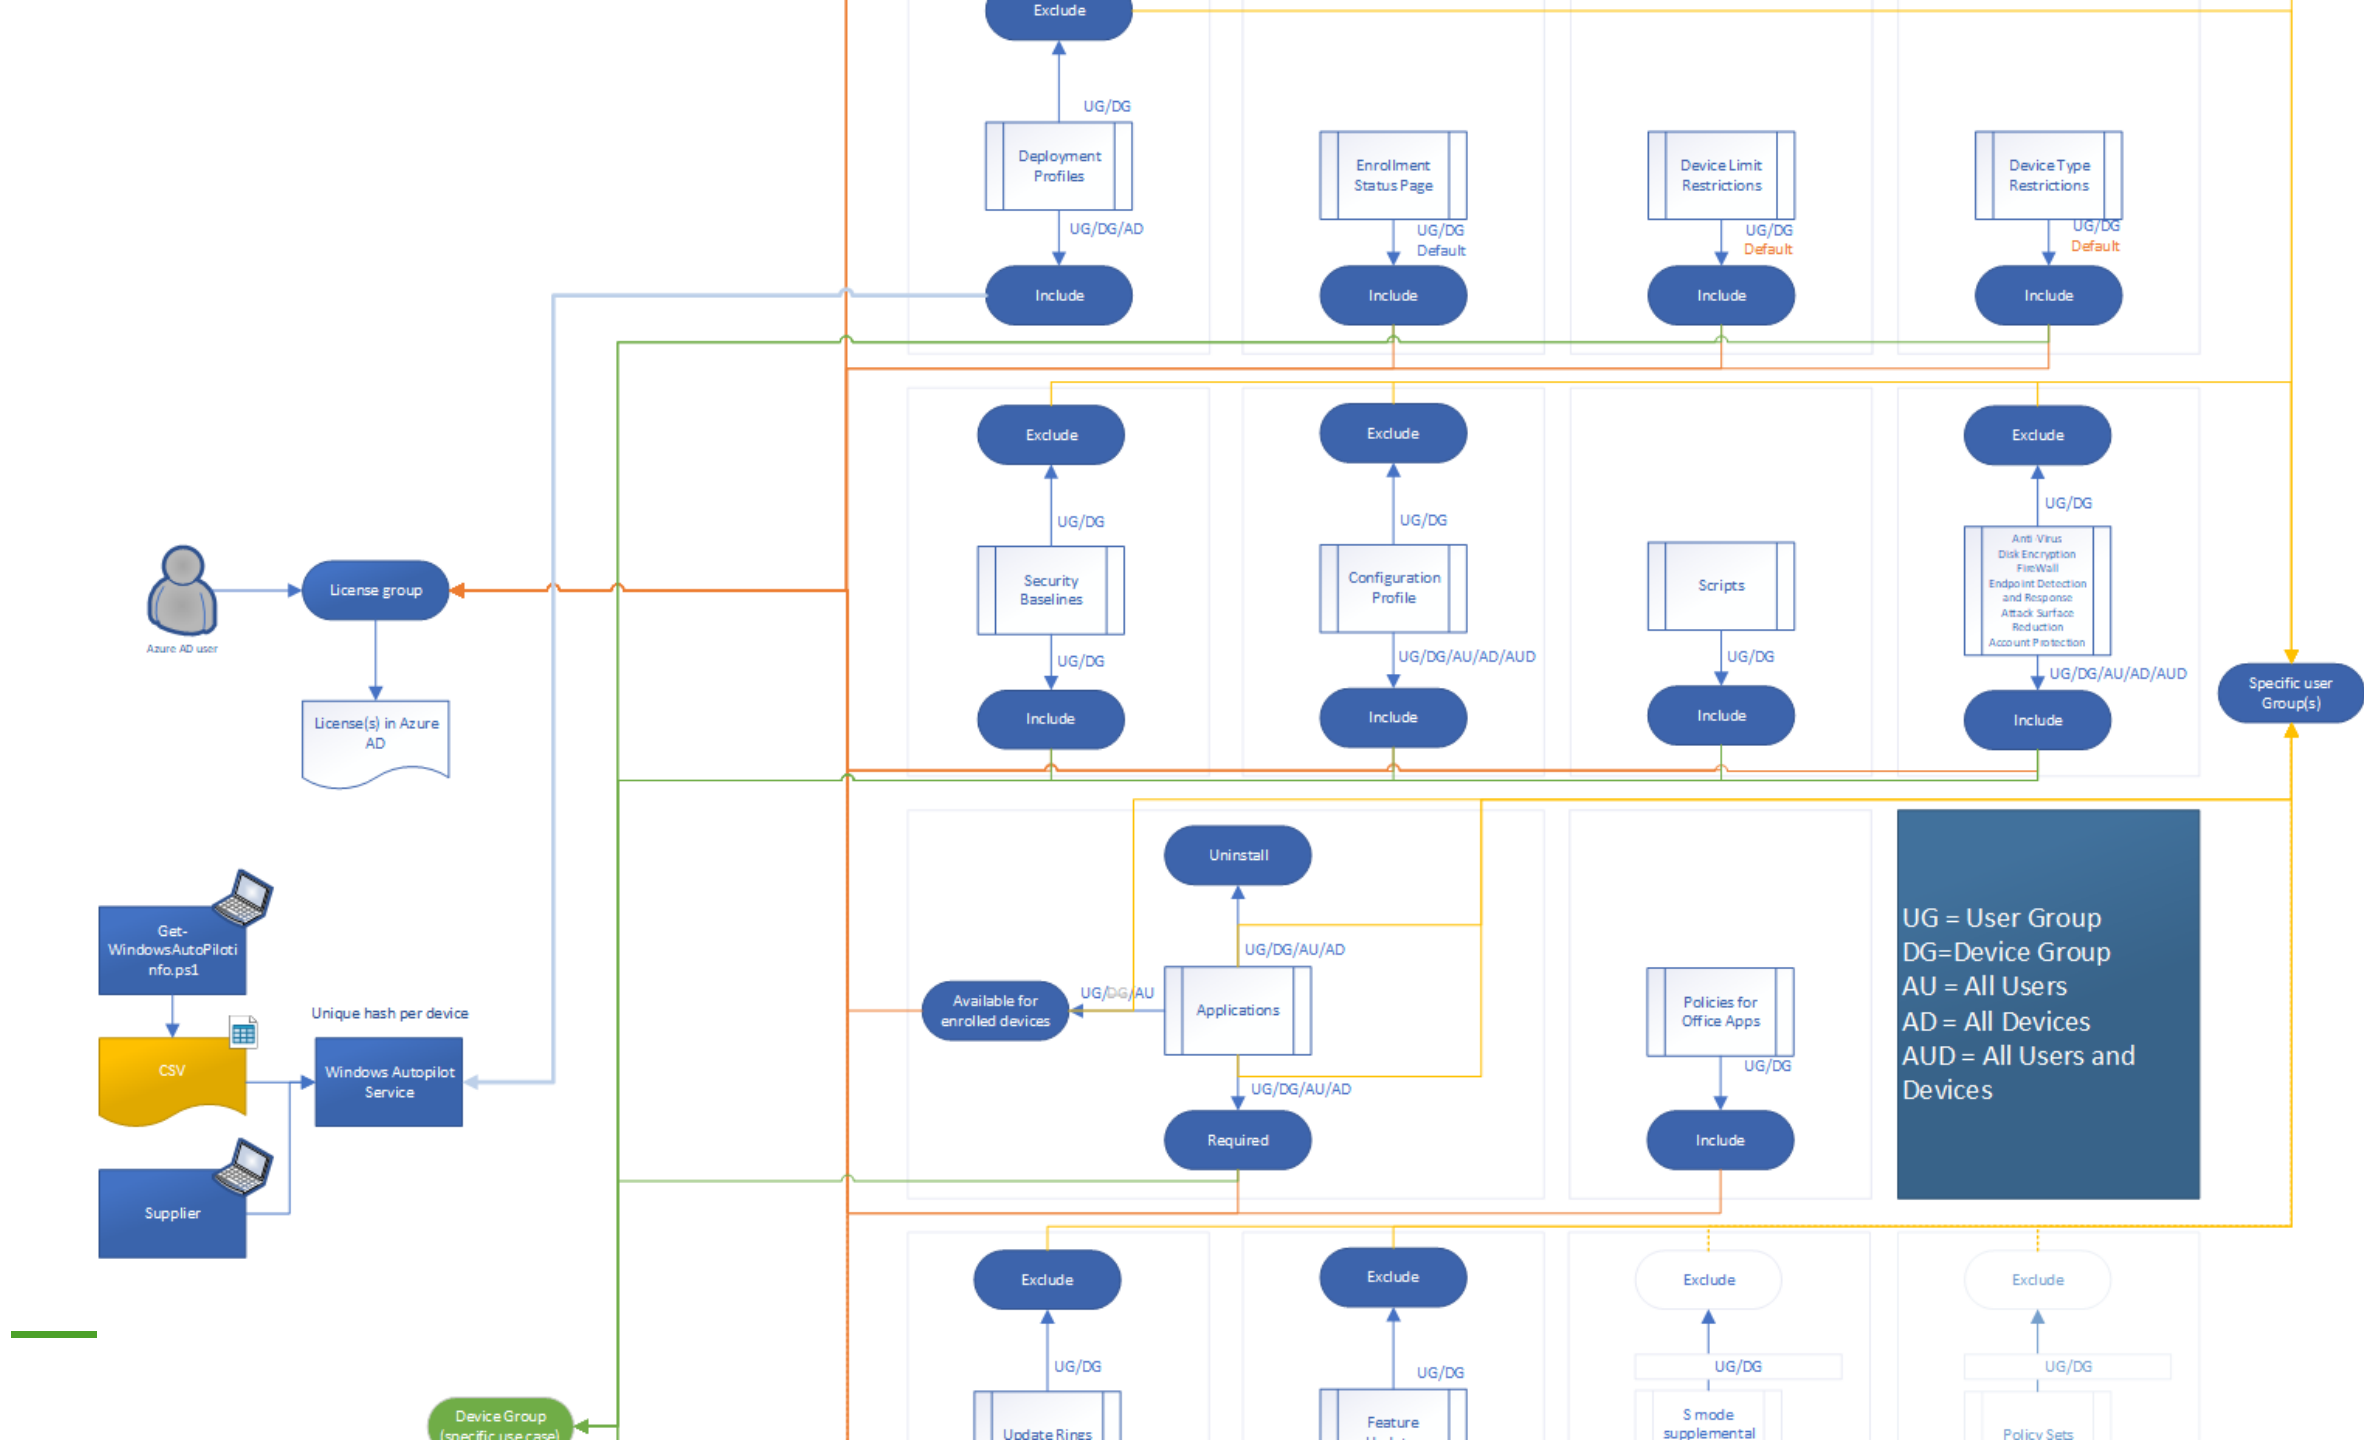 Exclude
UG/DG
Deployment
Profiles
UG/DG/AD
Include
Enrollment
Status Page
UG/DG
Default
Include
Device Limit
Restrictions
UG/DG
Default
Include
Device Type
Restrictions
UG/DG
Default
Include
Exclude
UG/DG
Security
Baselines
UG/DG
Include
Exclude
UG/DG
Configuration
Profile
UG/DG/AU/AD/AUD
Include
Scripts
UG/DG
Include
Exclude
UG/DG
Anti Virus
Disk Encryption
FireWall
Endpoint Detection
and Response
Attack Surface
Reduction
Account Protection
UG/DG/AU/AD/AUD
Include
Specific user
Group(s)
Azure AD user
License group
License(s) in Azure
AD
Get-
WindowsAutoPiloti
nfo.ps1
Unique hash per device
CSV
Windows Autopilot
Service
Supplier
Uninstall
UG/DG/AU/AD
Available for
enrolled devices
UG/DG/AU
Applications
UG/DG/AU/AD
Required
Policies for
Office Apps
UG/DG
Include
UG = User Group
DG=Device Group
AU = All Users
AD = All Devices
AUD = All Users and
Devices
Exclude
UG/DG
Update Rings
Exclude
UG/DG
Feature
Exclude
UG/DG
S mode
supplemental
Exclude
UG/DG
Policy Sets
Device Group
(specific use case)